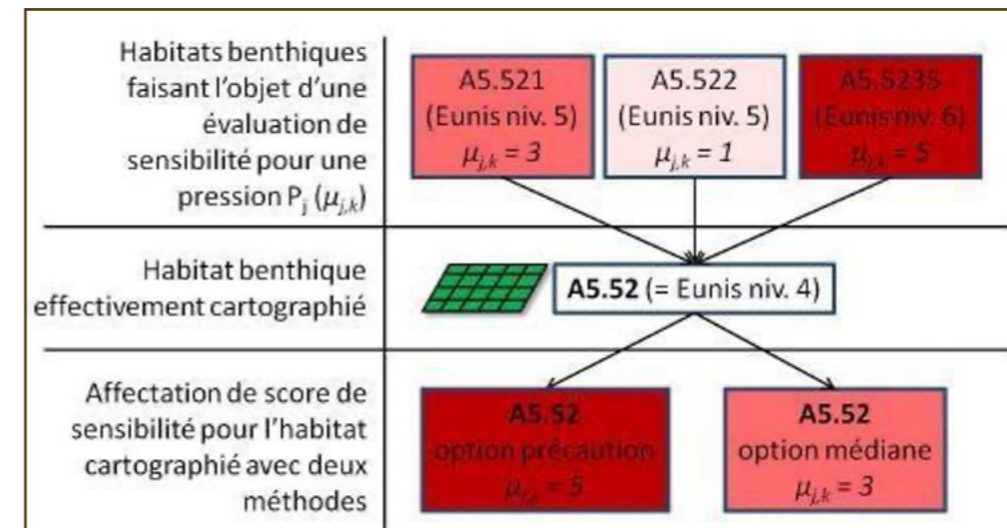 Habitats benthiques
faisant l'objet d'une
évaluation de
sensibilité pour une
pression Pj (μj,k)
A5.521
(Eunis niv. 5)
μj,k = 3
A5.522
(Eunis niv. 5)
μj,k = 1
A5.5235
(Eunis niv. 6)
μj,k = 5
Habitat benthique
effectivement cartographié
A5.52 (= Eunis niv. 4)
Affectation de score de
sensibilité pour l'habitat
cartographié avec deux
méthodes
A5.52
option précaution
μj,k = 5
A5.52
option médiane
μj,k = 3